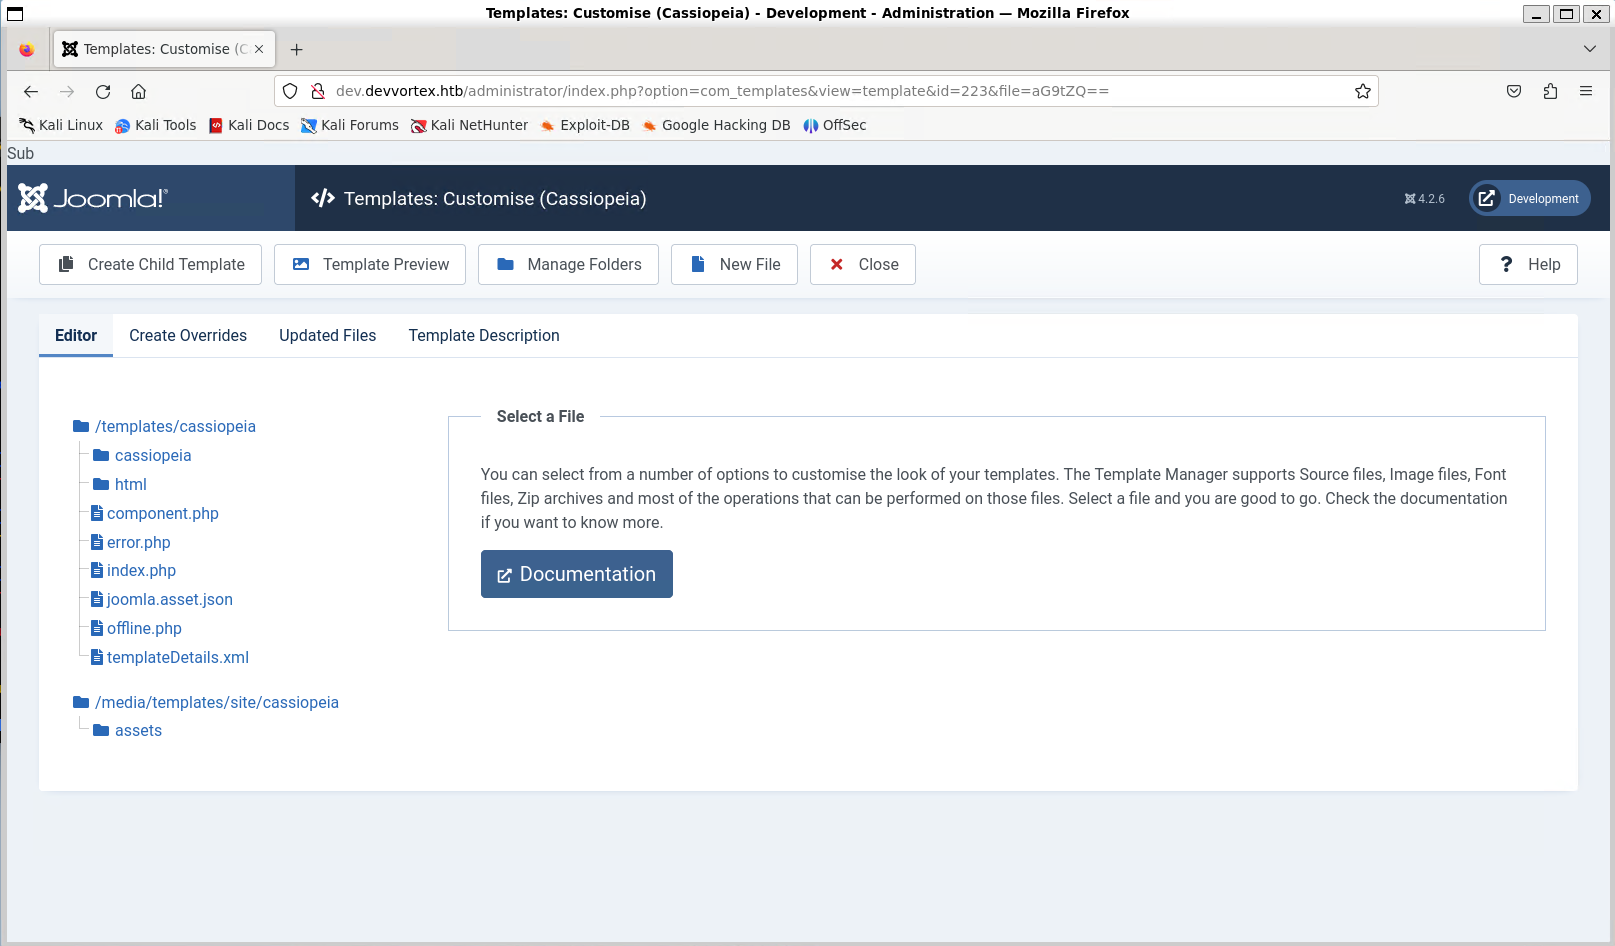 Templates: Customise (Cassiopeia) - Development - Administration — Mozilla Firefox
Templates: Customise (C
dev.devvortex.htb/administrator/index.php?option=com_templates&view=template&id=223&file=aG9tZQ==
Kali Linux Kali Tools Kali Docs Kali Forums Kali NetHunter Exploit-DB Google Hacking DB OffSec
Sub
Joomla!® Templates: Customise (Cassiopeia) 4.2.6 Development
Create Child Template Template Preview Manage Folders New File Close ? Help
Editor Create Overrides Updated Files Template Description
/templates/cassiopeia
cassiopeia
html
component.php
error.php
index.php
joomla.asset.json
offline.php
templateDetails.xml
/media/templates/site/cassiopeia
assets
Select a File
You can select from a number of options to customise the look of your templates. The Template Manager supports Source files, Image files, Font
files, Zip archives and most of the operations that can be performed on those files. Select a file and you are good to go. Check the documentation
if you want to know more.
Documentation